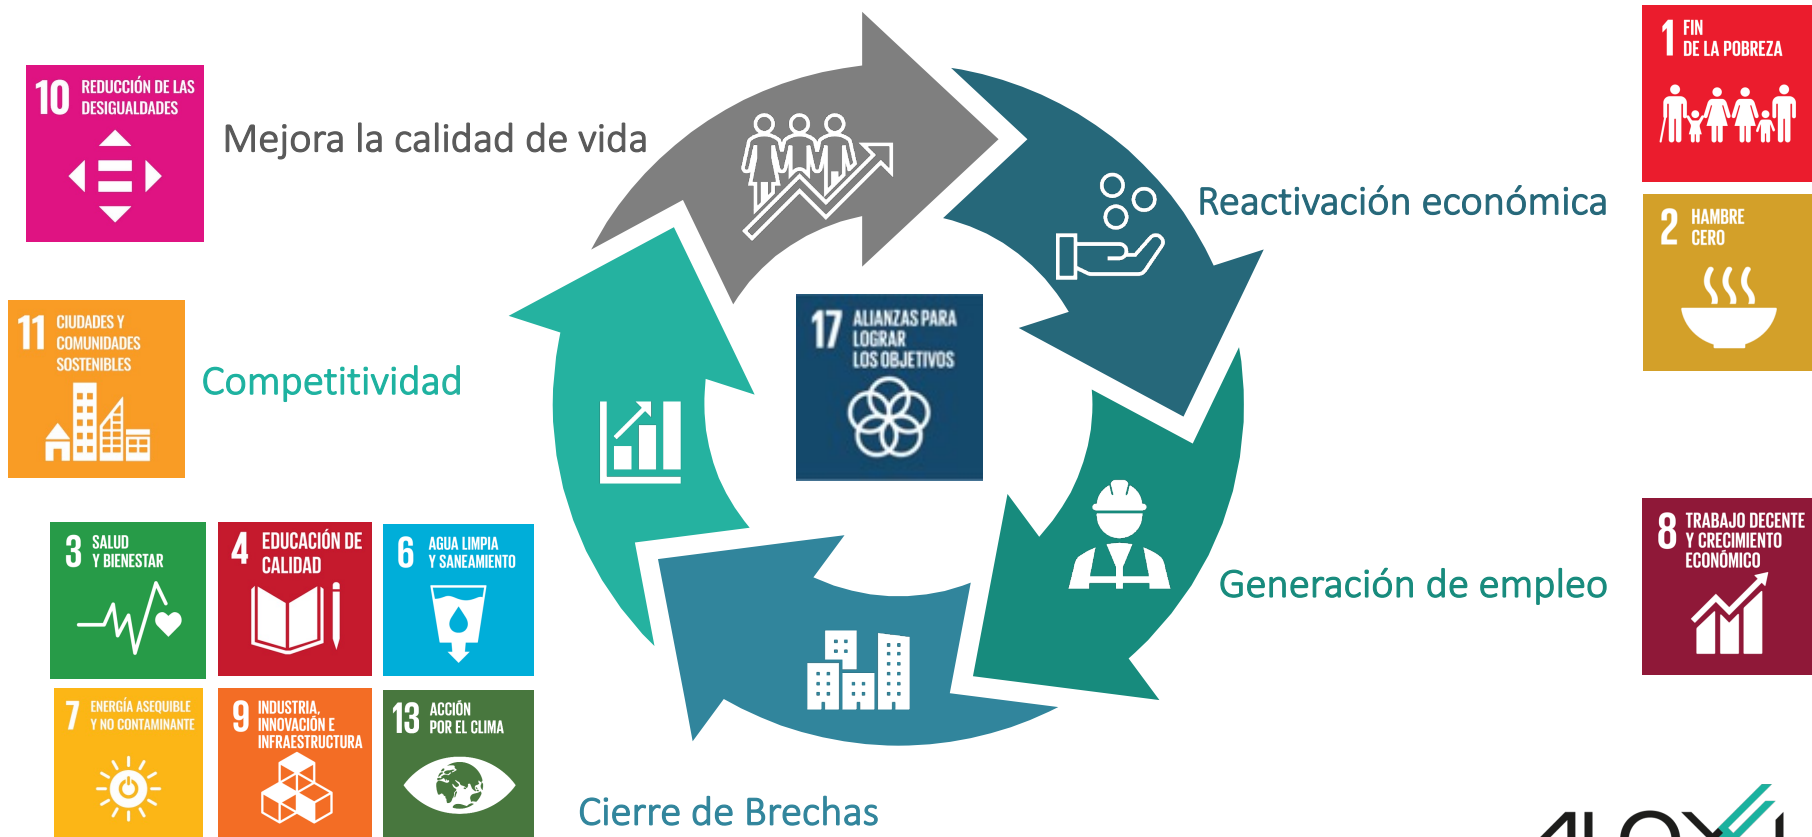 10 REDUCCIÓN DE LAS
DESIGUALDADES
Mejora la calidad de vida
1 FIN
DE LA POBREZA
Reactivación económica
2 HAMBRE
CERO
11 CIUDADES Y
COMUNIDADES
SOSTENIBLES
Competitividad
17 ALIANZAS PARA
LOGRAR
LOS OBJETIVOS
3 SALUD
Y BIENESTAR
4 EDUCACIÓN DE
CALIDAD
6 AGUA LIMPIA
Y SANEAMIENTO
8 TRABAJO DECENTE
Y CRECIMIENTO
ECONÓMICO
Generación de empleo
7 ENERGÍA ASEQUIBLE
Y NO CONTAMINANTE
9 INDUSTRIA,
INNOVACIÓN E
INFRAESTRUCTURA
13 ACCIÓN
POR EL CLIMA
Cierre de Brechas